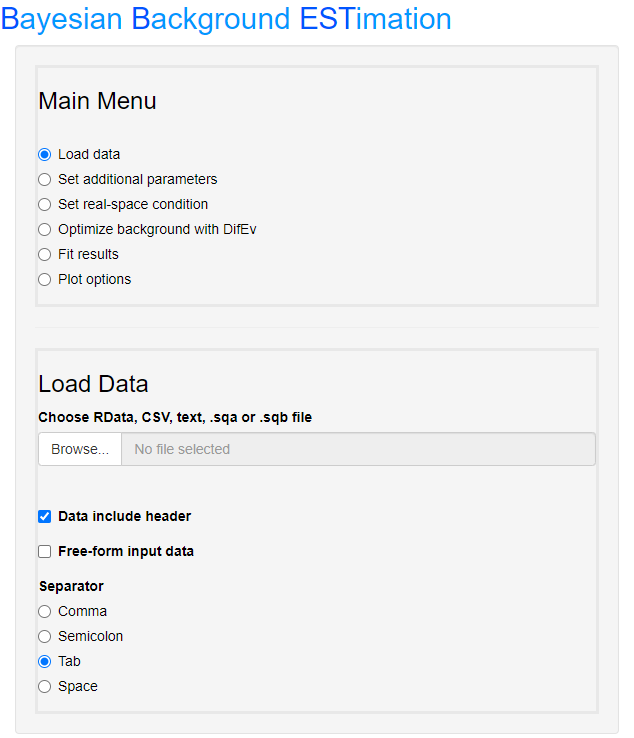 Bayesian Background ESTimation
Main Menu
Load data
Set additional parameters
Set real-space condition
Optimize background with DifEv
Fit results
Plot options
Load Data
Choose RData, CSV, text, .sqa or .sqb file
Browse... No file selected
Data include header
Free-form input data
Separator
Comma
Semicolon
Tab
Space